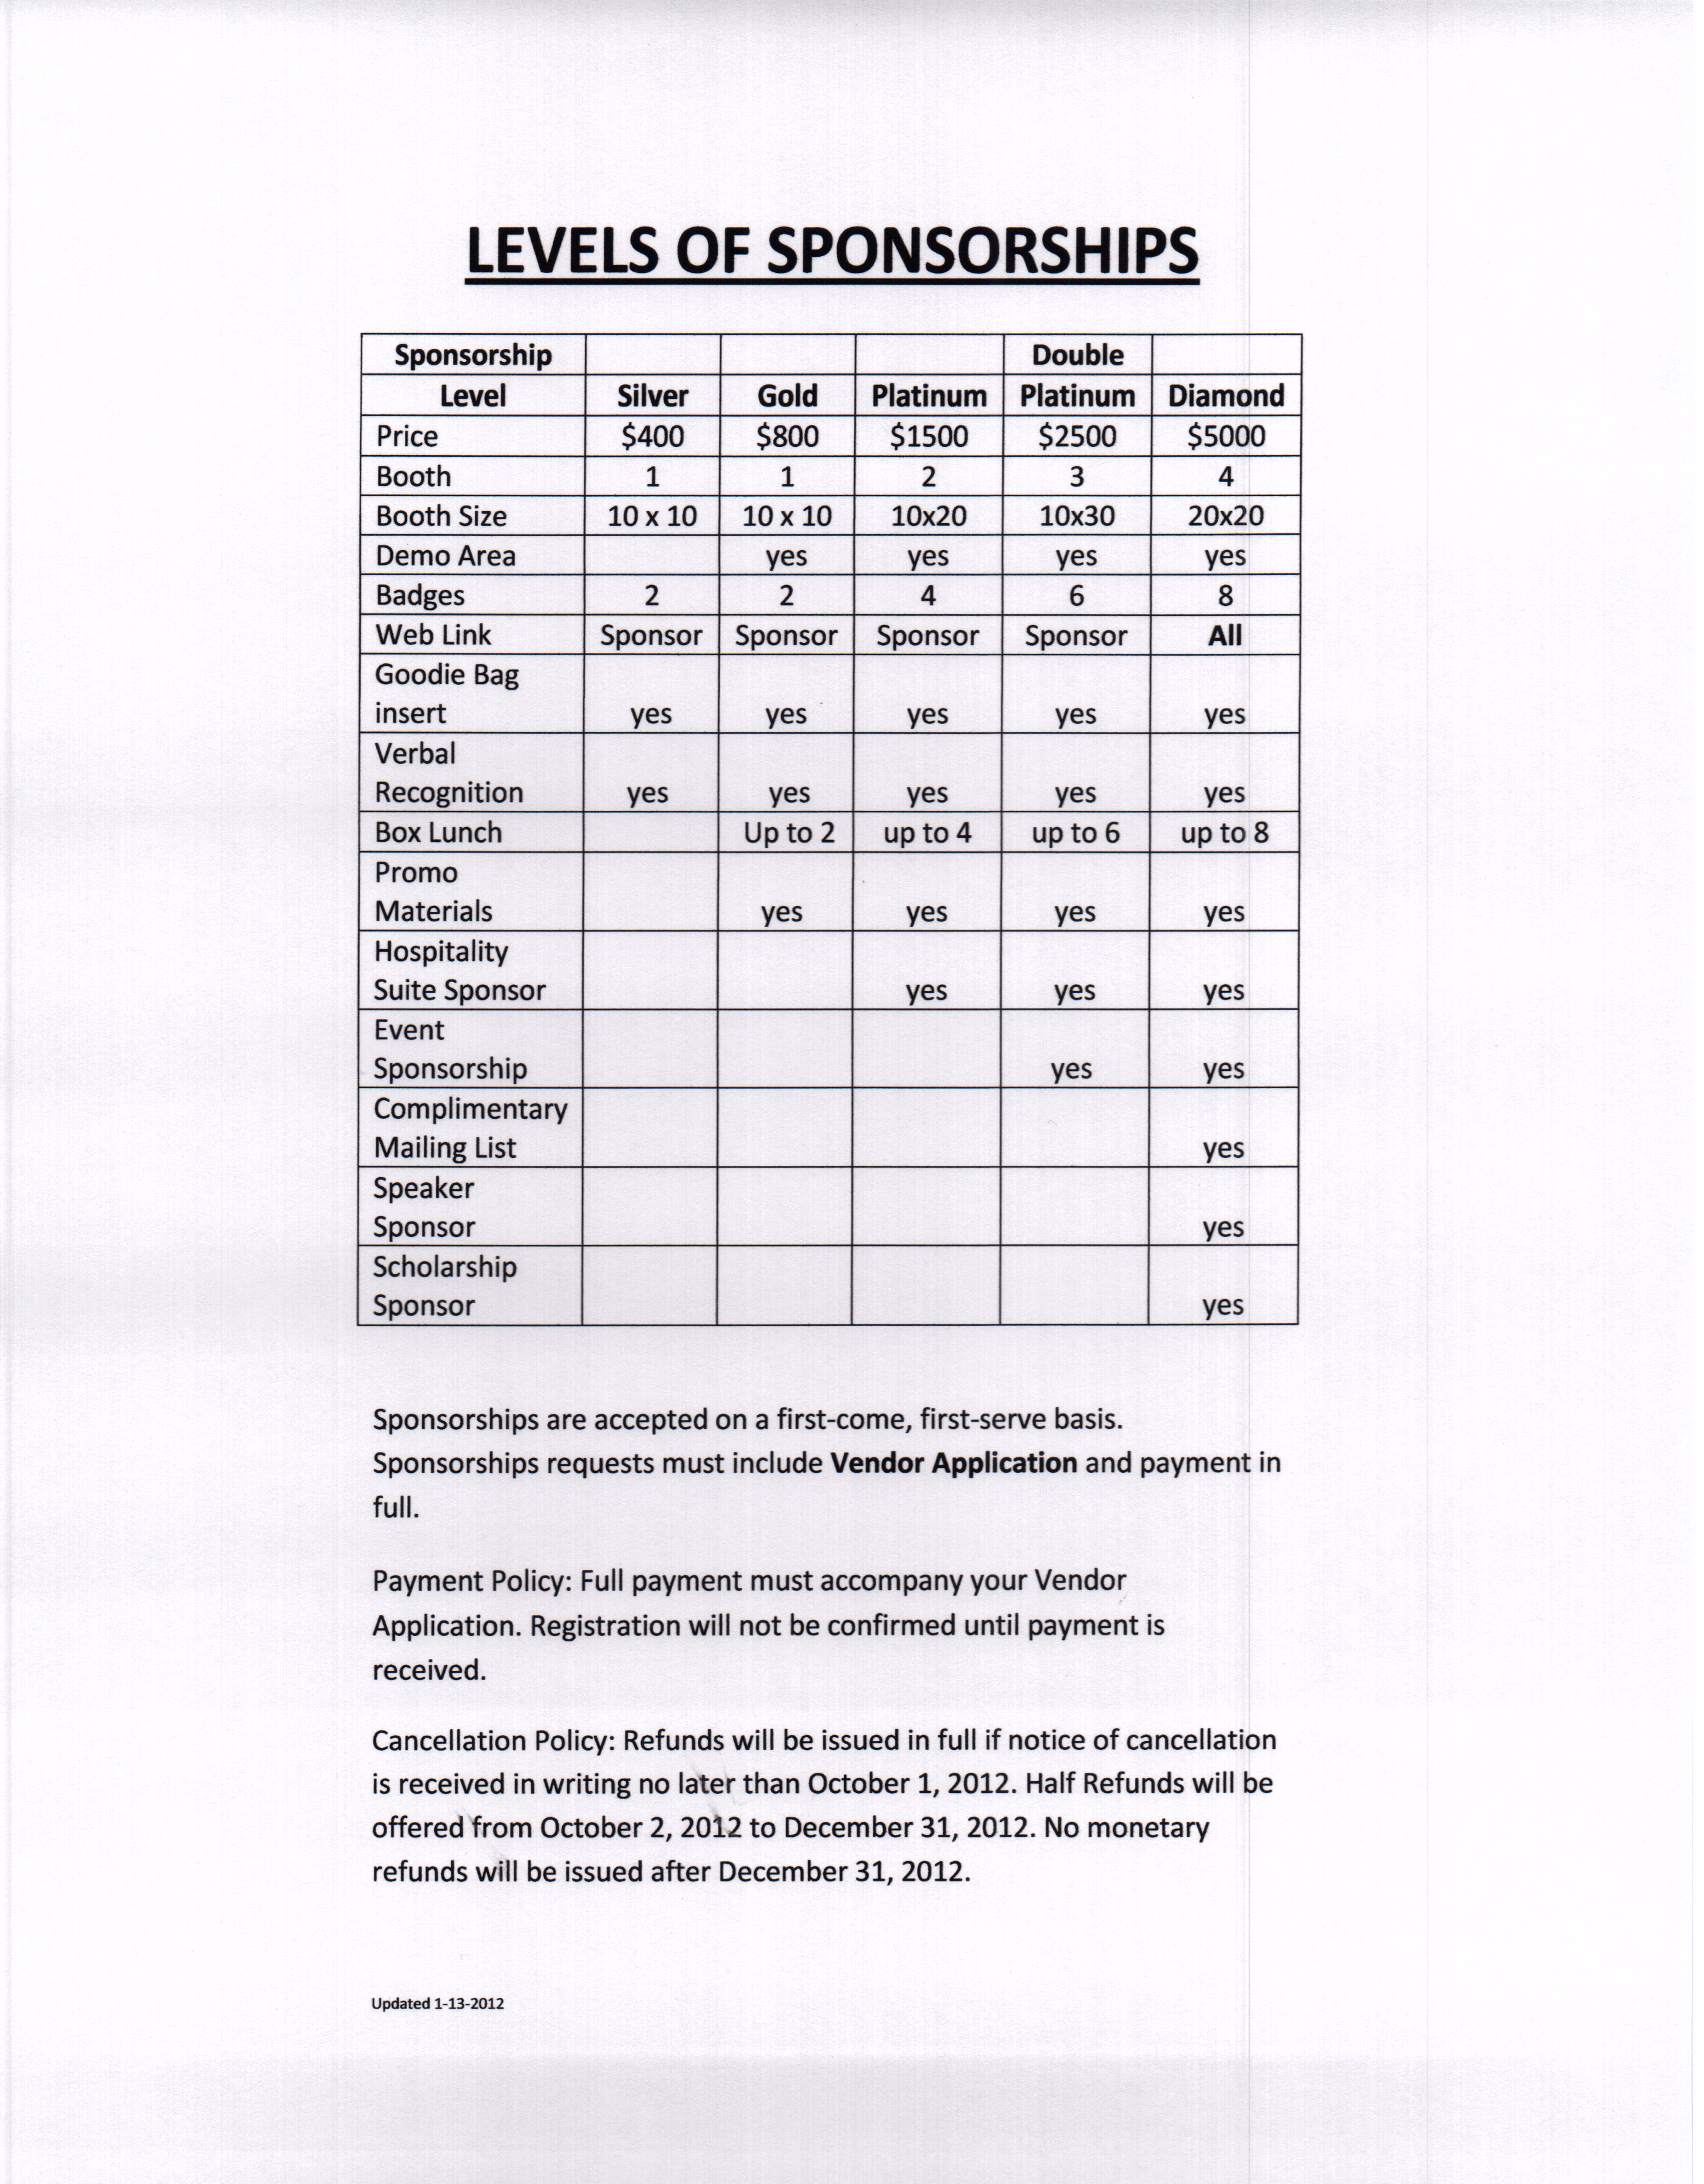 LEVELS OF SPONSORSHIPS
Sponsorship Double
Level Silver Gold Platinum Platinum Diamond
Price $400 $800 $1500 $2500 $5000
Booth 1 1 2 3 4
Booth Size 10 x 10 10 x 10 10x20 10x30 20x20
Demo Area yes yes yes yes
Badges 2 2 4 6 8
Web Link Sponsor Sponsor Sponsor Sponsor All
Goodie Bag
insert yes yes yes yes yes
Verbal
Recognition yes yes yes yes yes
Box Lunch Up to 2 up to 4 up to 6 up to 8
Promo
Materials yes yes yes yes
Hospitality
Suite Sponsor yes yes yes
Event
Sponsorship yes yes
Complimentary
Mailing List yes
Speaker
Sponsor yes
Scholarship
Sponsor yes
Sponsorships are accepted on a first-come, first-serve basis.
Sponsorships requests must include Vendor Application and payment in
full.
Payment Policy: Full payment must accompany your Vendor
Application. Registration will not be confirmed until payment is
received.
Cancellation Policy: Refunds will be issued in full if notice of cancellation
is received in writing no later than October 1, 2012. Half Refunds will be
offered from October 2, 2012 to December 31, 2012. No monetary
refunds will be issued after December 31, 2012.
Updated 1-13-2012